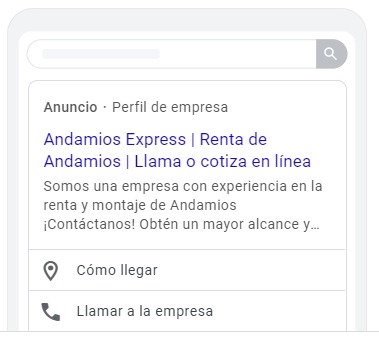 Anuncio · Perfil de empresa
Andamios Express | Renta de
Andamios | Llama o cotiza en línea
Somos una empresa con experiencia en la
renta y montaje de Andamios
¡Contáctanos! Obtén un mayor alcance y…
Cómo llegar
Llamar a la empresa